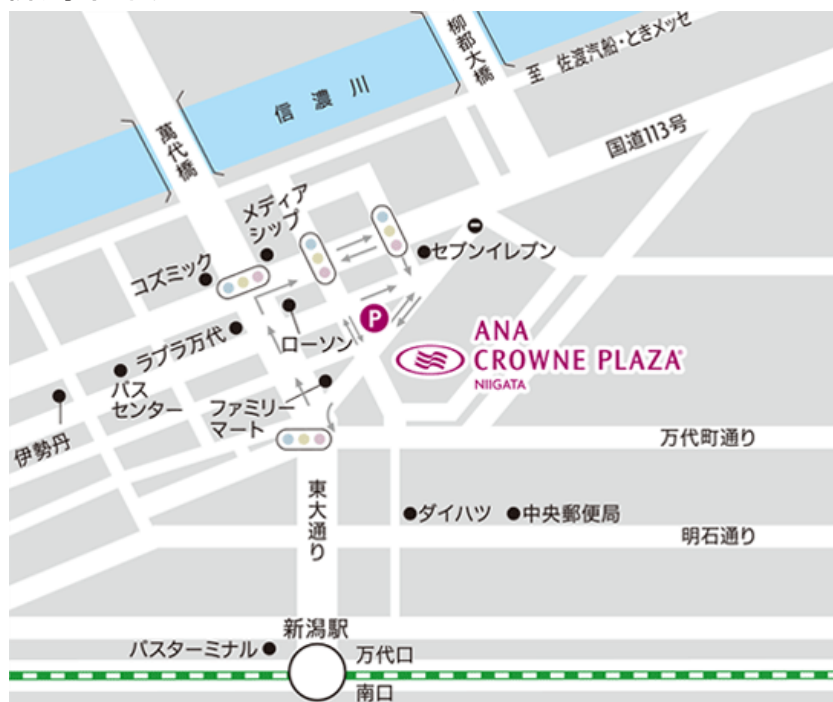 柳都大橋
至 佐渡汽船・ときメッセ
信濃川
萬代橋
国道113号
メディア
シップ
コズミック
セブンイレブン
P
ANA
CROWNE PLAZA
NIIGATA
ラブラ万代
ローソン
バス
センター
ファミリー
マート
伊勢丹
万代町通り
東大通り
ダイハツ
中央郵便局
明石通り
新潟駅
バスターミナル
万代口
南口